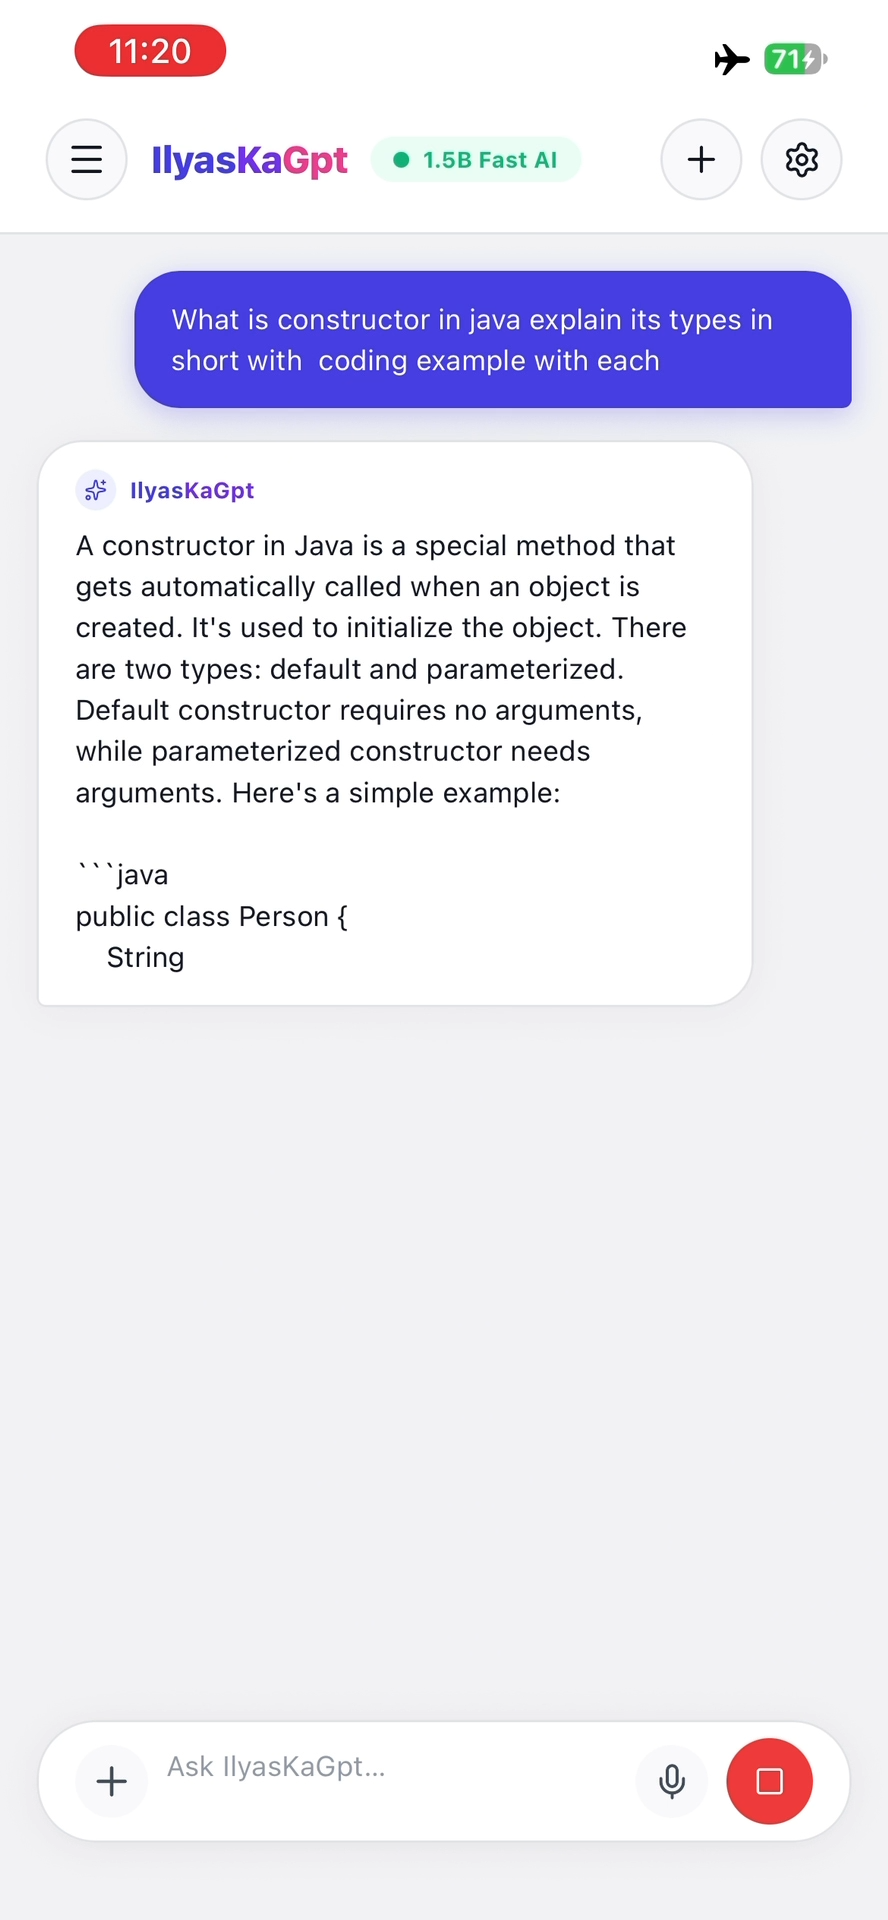 11:20
71
IlyasKaGpt
1.5B Fast AI
What is constructor in java explain its types in
short with  coding example with each
IlyasKaGpt
A constructor in Java is a special method that
gets automatically called when an object is
created. It's used to initialize the object. There
are two types: default and parameterized.
Default constructor requires no arguments,
while parameterized constructor needs
arguments. Here's a simple example:

```java
public class Person {
    String
Ask IlyasKaGpt...